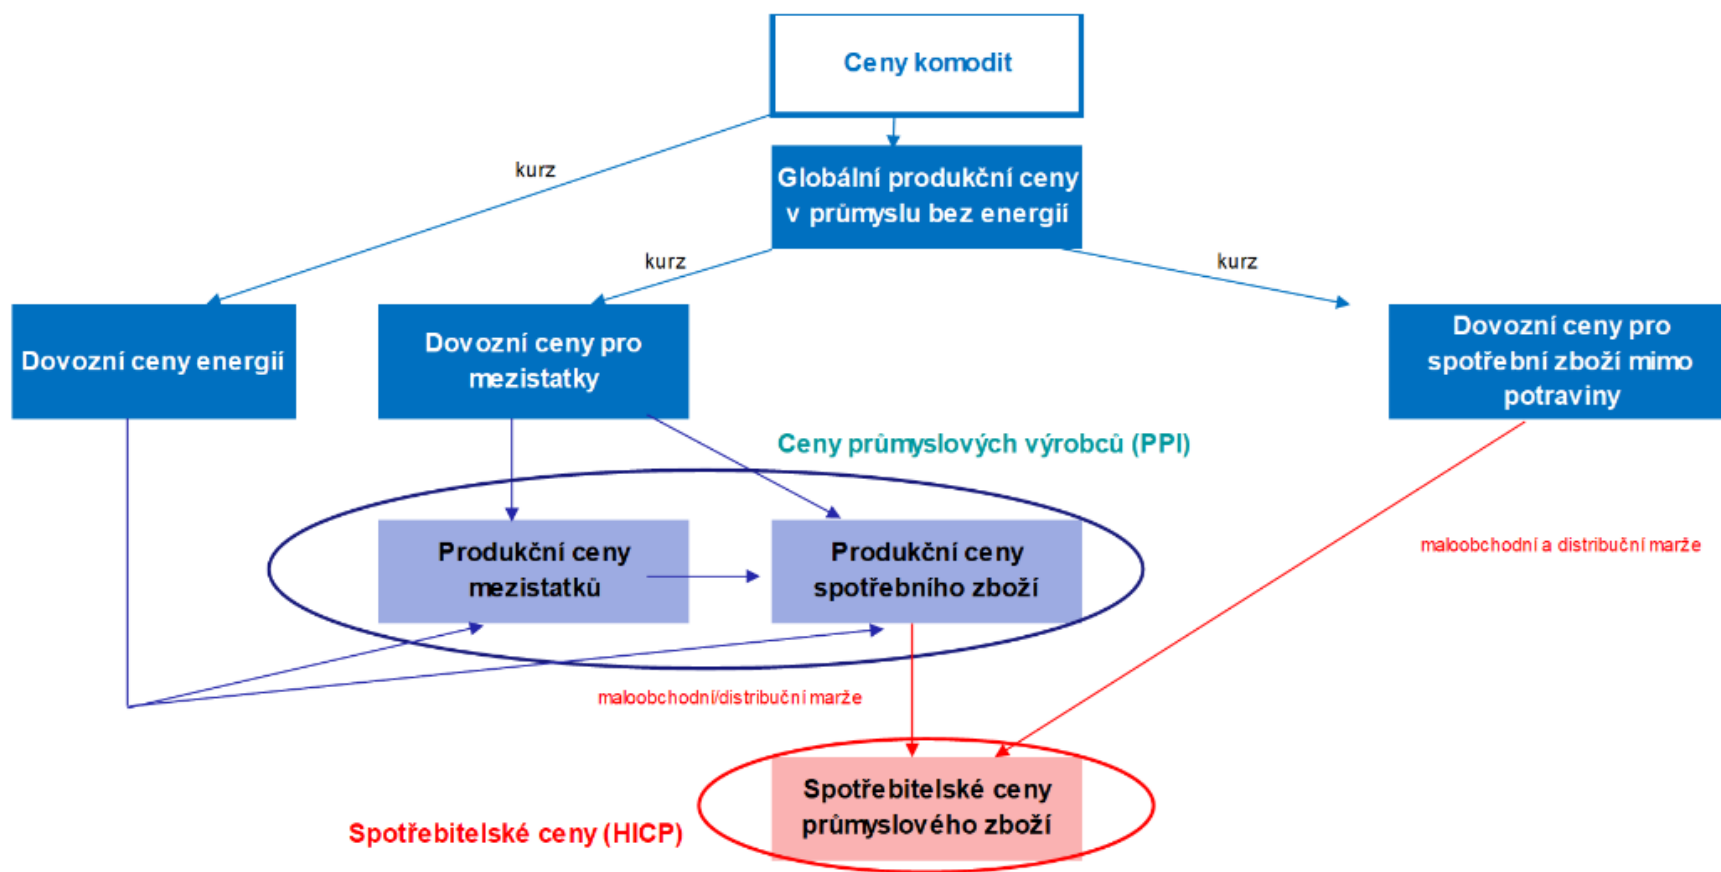 Ceny komodit
kurz
Globální produkční ceny
v průmyslu bez energií
kurz
kurz
Dovozní ceny energií
Dovozní ceny pro
mezistatky
Dovozní ceny pro
spotřební zboží mimo
potraviny
Ceny průmyslových výrobců (PPI)
Produkční ceny
mezistatků
Produkční ceny
spotřebního zboží
maloobchodní a distribuční marže
maloobchodní/distribuční marže
Spotřebitelské ceny
průmyslového zboží
Spotřebitelské ceny (HICP)